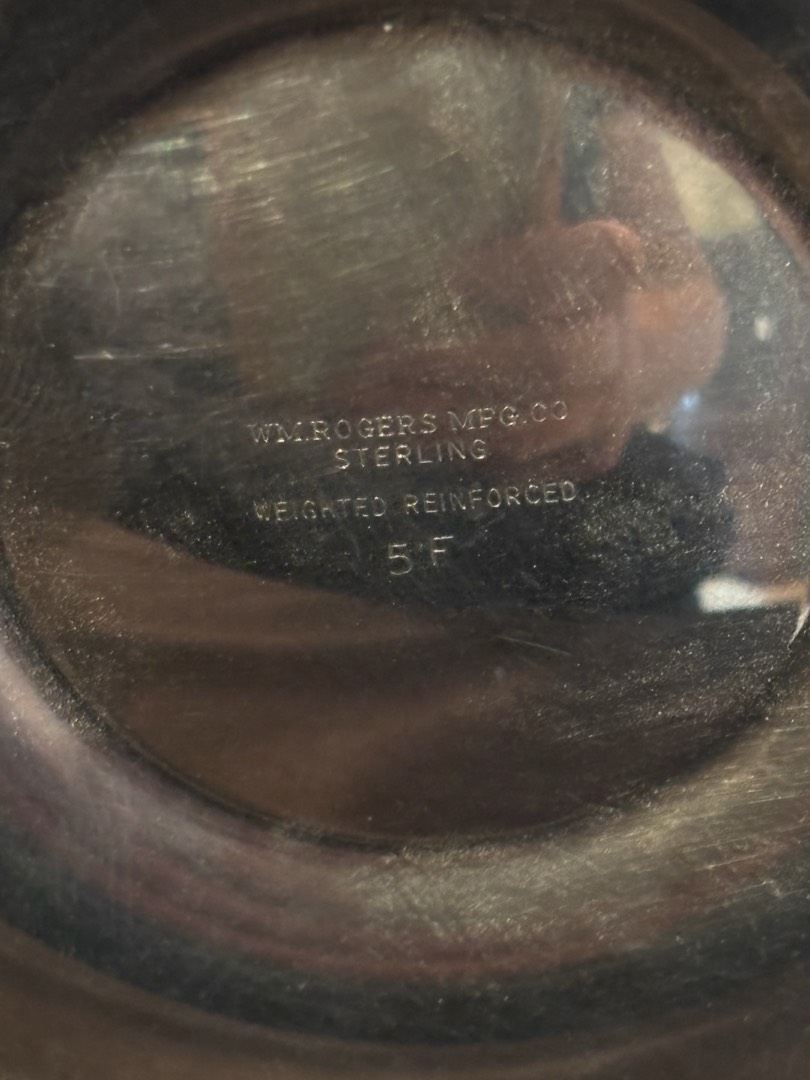 WM.ROGERS MFG.CO
STERLING
WEIGHTED REINFORCED
5 F